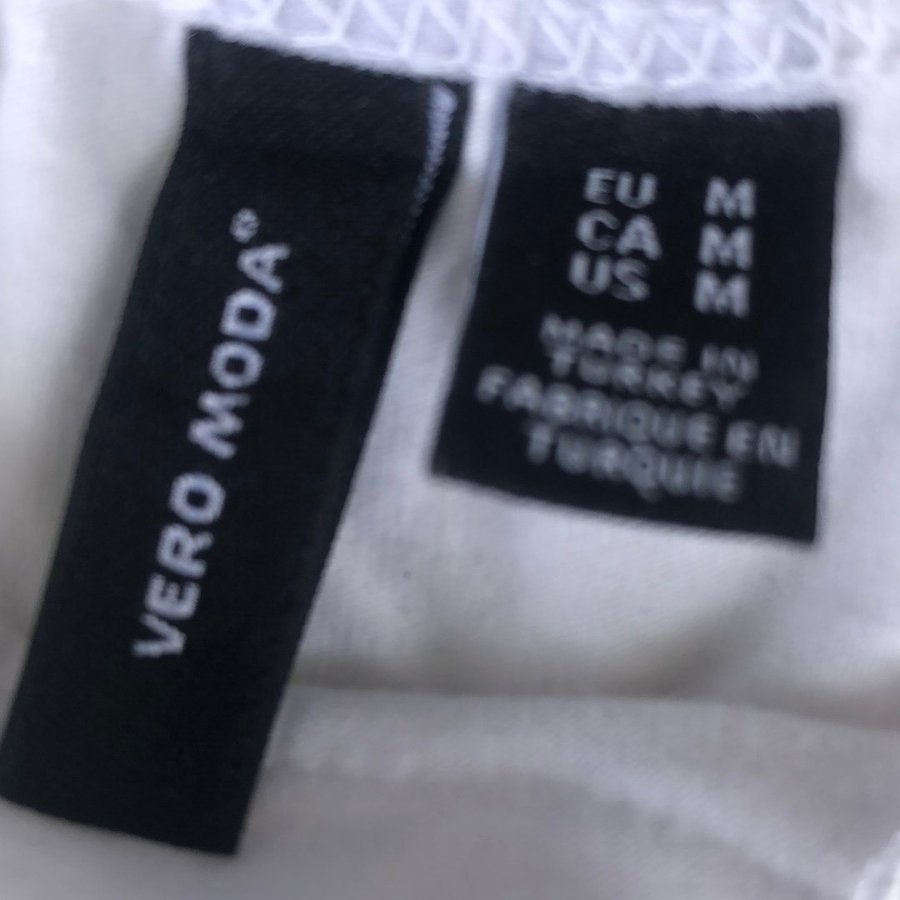 VERO MODA®
EU M
CA M
US M
MADE IN
TURKEY
FABRIQUE EN
TURQUIE